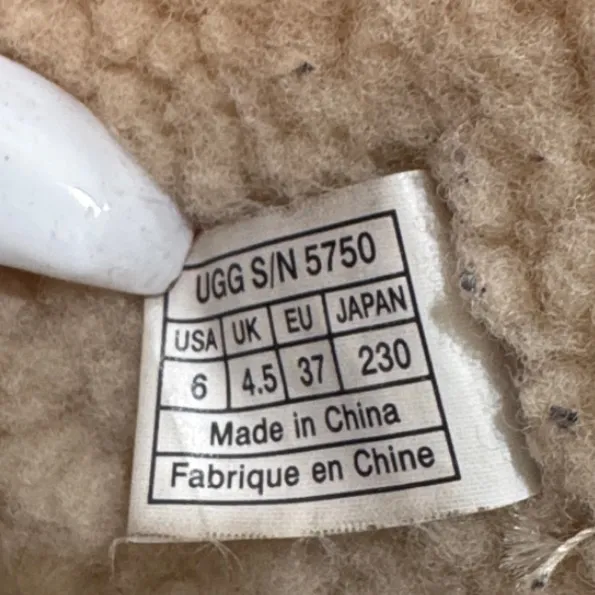 UGG S/N 5750
USA UK EU JAPAN
6 4.5 37 230
Made in China
Fabrique en Chine